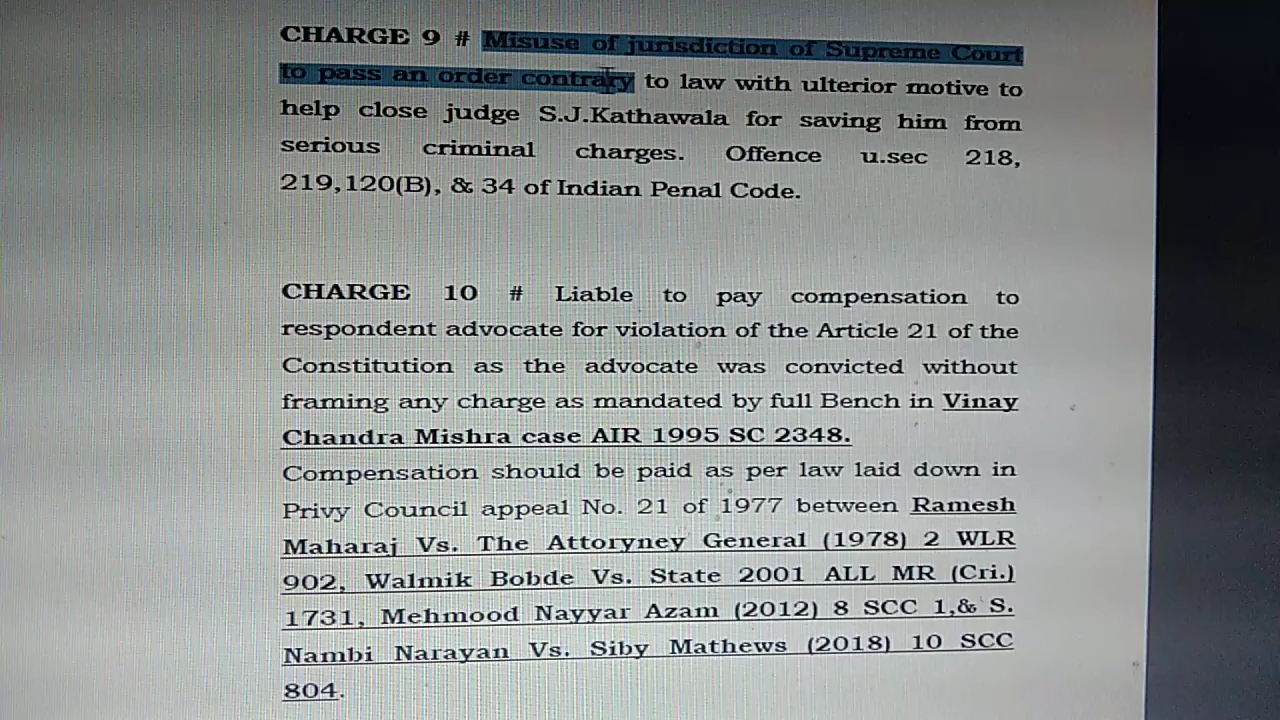 CHARGE 9 # Misuse of jurisdiction of Supreme Court
to pass an order contrary to law with ulterior motive to
help close judge S.J.Kathawala for saving him from
serious criminal charges. Offence u.sec 218,
219,120(B), & 34 of Indian Penal Code.
CHARGE 10 # Liable to pay compensation to
respondent advocate for violation of the Article 21 of the
Constitution as the advocate was convicted without
framing any charge as mandated by full Bench in Vinay
Chandra Mishra case AIR 1995 SC 2348.
Compensation should be paid as per law laid down in
Privy Council appeal No. 21 of 1977 between Ramesh
Maharaj Vs. The Attoryney General (1978) 2 WLR
902, Walmik Bobde Vs. State 2001 ALL MR (Cri.)
1731, Mehmood Nayyar Azam (2012) 8 SCC 1,& S.
Nambi Narayan Vs. Siby Mathews (2018) 10 SCC
804.